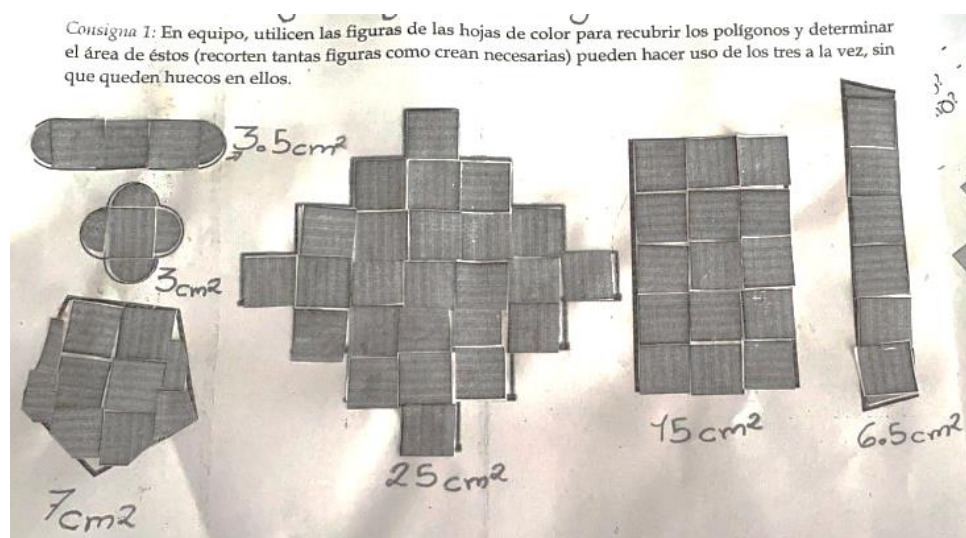 Consigna 1: En equipo, utilicen las figuras de las hojas de color para recubrir los polígonos y determinar
el área de éstos (recorten tantas figuras como crean necesarias) pueden hacer uso de los tres a la vez, sin
que queden huecos en ellos.
3.5cm²
3cm2
7cm2
25cm2
15cm²
6.5cm²